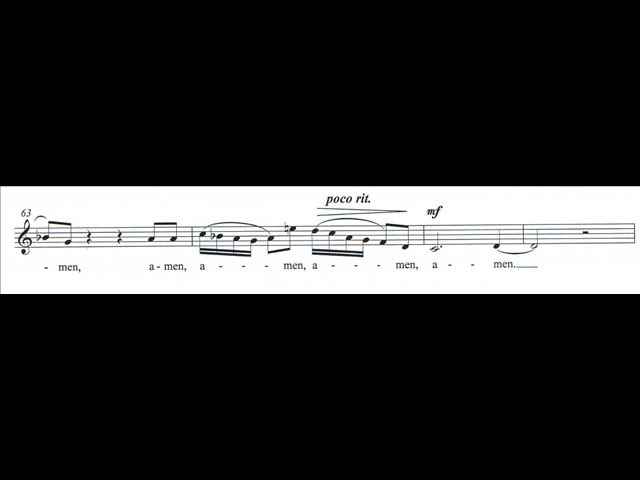 poco rit.
63
mf
- men, a - men, a - - - men, a - - - men, a - - men.